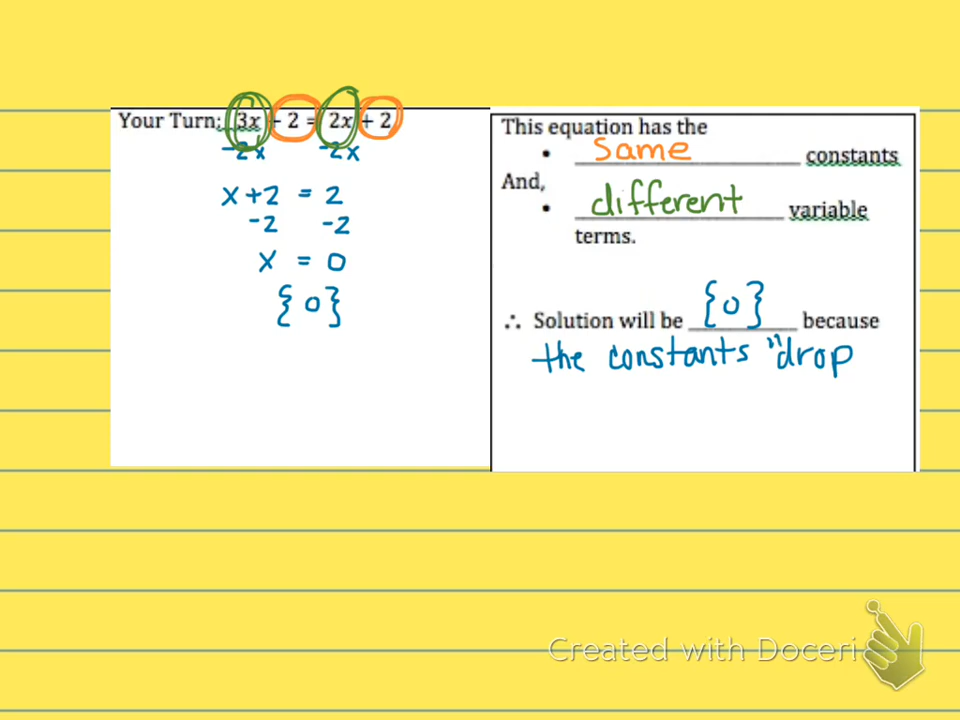 Your Turn: 3x + 2 = 2x + 2
-2x -2x
x + 2 = 2
-2 -2
x = 0
{0}
This equation has the
• same constants
And,
• different variable
terms.
∴ Solution will be {0} because
the constants "drop
Created with Doceri